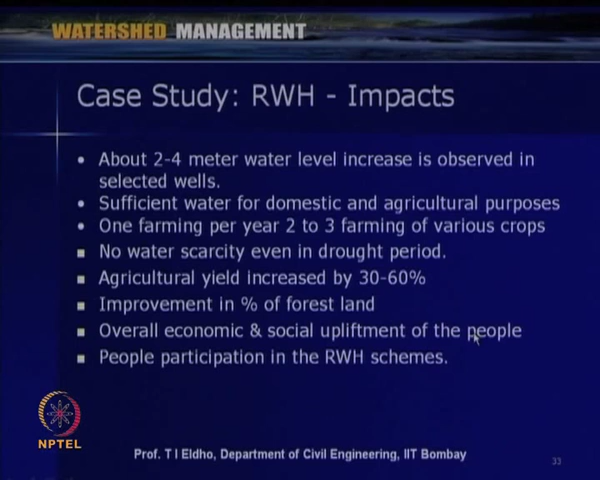 WATERSHED MANAGEMENT
Case Study: RWH - Impacts
About 2-4 meter water level increase is observed in
selected wells.
Sufficient water for domestic and agricultural purposes
One farming per year 2 to 3 farming of various crops
No water scarcity even in drought period.
Agricultural yield increased by 30-60%
Improvement in % of forest land
Overall economic & social upliftment of the people
People participation in the RWH schemes.
NPTEL
Prof. T I Eldho, Department of Civil Engineering, IIT Bombay
33